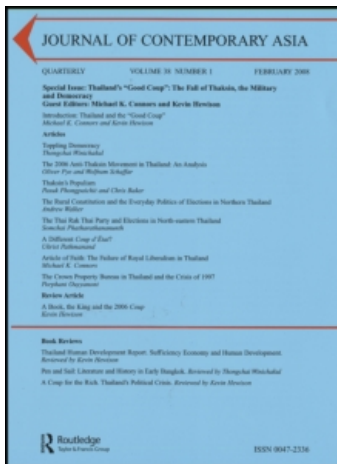 JOURNAL OF CONTEMPORARY ASIA
QUARTERLY VOLUME 38 NUMBER 1 FEBRUARY 2008
Special Issue: Thailand's "Good Coup": The Fall of Thaksin, the Military
and Democracy
Guest Editors: Michael K. Connors and Kevin Hewison
Introduction: Thailand and the "Good Coup"
Michael K. Connors and Kevin Hewison
Articles
Toppling Democracy
Thongchai Winichakul
The 2006 Anti-Thaksin Movement in Thailand: An Analysis
Oliver Pye and Wolfram Schaffar
Thaksin's Populism
Pasuk Phongpaichit and Chris Baker
The Rural Constitution and the Everyday Politics of Elections in Northern Thailand
Andrew Walker
The Thai Rak Thai Party and Elections in North-eastern Thailand
Somchai Phatharathananunth
A Different Coup d'État?
Ukrist Pathmanand
Article of Faith: The Failure of Royal Liberalism in Thailand
Michael K. Connors
The Crown Property Bureau in Thailand and the Crisis of 1997
Porphant Ouyyanont
Review Article
A Book, the King and the 2006 Coup
Kevin Hewison
Book Reviews
Thailand Human Development Report: Sufficiency Economy and Human Development
Reviewed by Kevin Hewison
Pen and Sail: Literature and History in Early Bangkok. Reviewed by Thongchai Winichakul
A Coup for the Rich: Thailand's Political Crisis. Reviewed by Kevin Hewison
Routledge
Taylor & Francis Group
ISSN 0047-2336